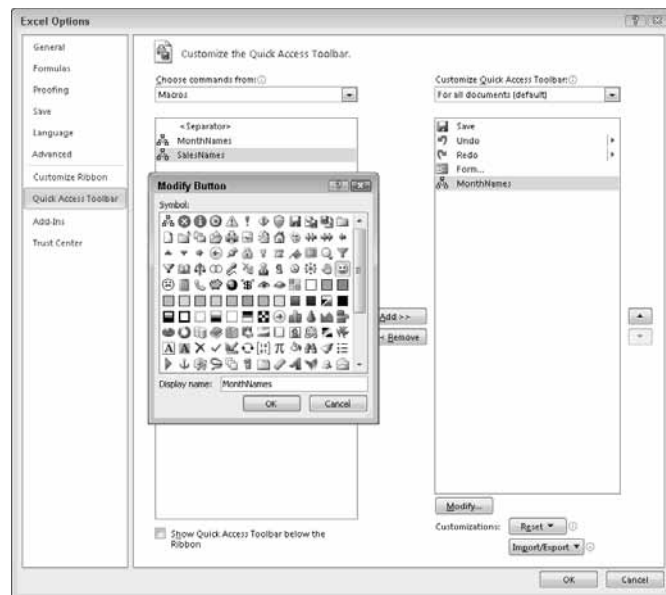 Excel Options
General
Formulas
Proofing
Save
Language
Advanced
Customize Ribbon
Quick Access Toolbar
Add-Ins
Trust Center
Customize the Quick Access Toolbar.
Choose commands from:
Macros
<Separator>
MonthNames
SalesNames
Modify Button
Symbol:
Display name: MonthNames
OK Cancel
Show Quick Access Toolbar below the
Ribbon
Add >>
< Remove
Customize Quick Access Toolbar:
For all documents (default)
Save
Undo
Redo
Form...
MonthNames
Modify...
Customizations: Reset
Import/Export
OK Cancel